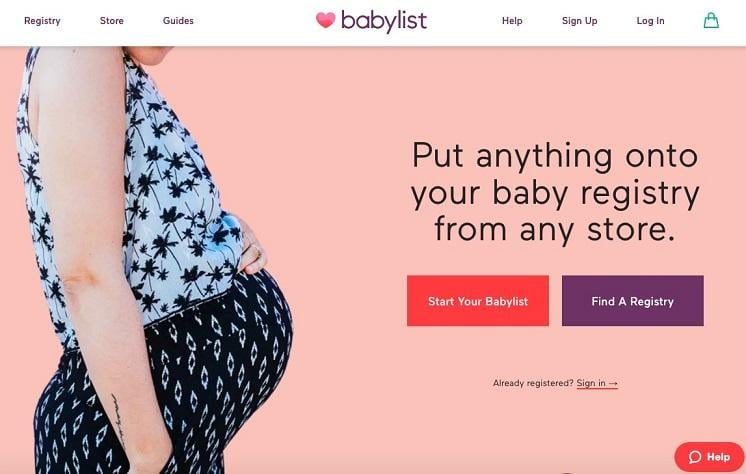 Registry Store Guides babylist Help Sign Up Log In
Put anything onto
your baby registry
from any store.
Start Your Babylist Find A Registry
Already registered? Sign in →
Help